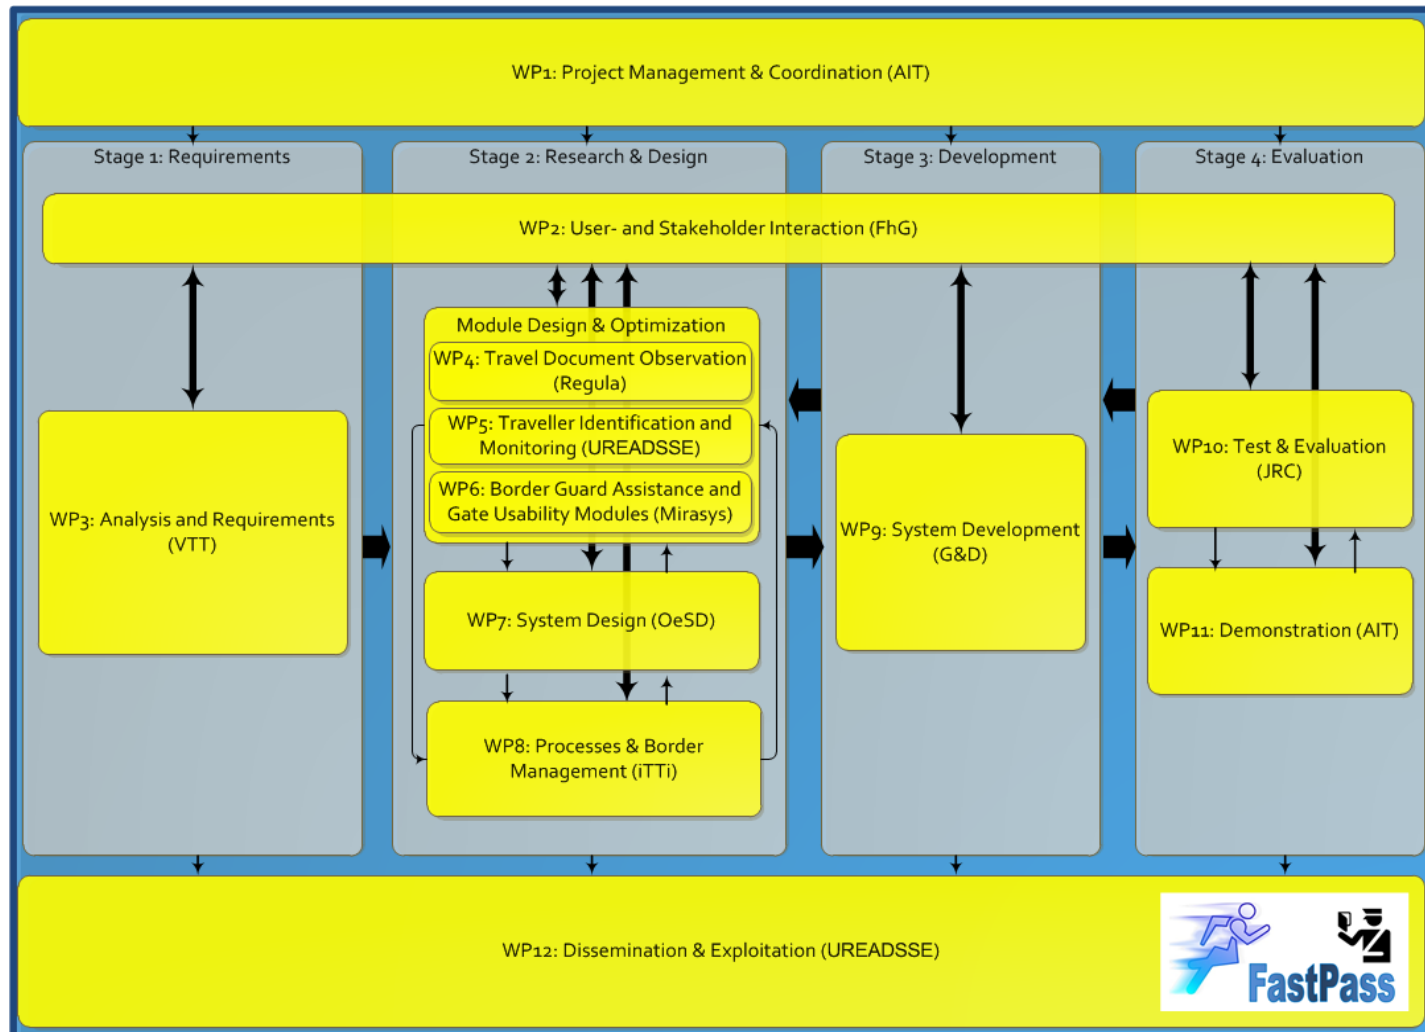 WP1: Project Management & Coordination (AIT)
Stage 1: Requirements
Stage 2: Research & Design
Stage 3: Development
Stage 4: Evaluation
WP2: User- and Stakeholder Interaction (FhG)
Module Design & Optimization
WP4: Travel Document Observation
(Regula)
WP5: Traveller Identification and
Monitoring (UREADSSE)
WP6: Border Guard Assistance and
Gate Usability Modules (Mirasys)
WP3: Analysis and Requirements
(VTT)
WP7: System Design (OeSD)
WP8: Processes & Border
Management (iTTi)
WP9: System Development
(G&D)
WP10: Test & Evaluation
(JRC)
WP11: Demonstration (AIT)
WP12: Dissemination & Exploitation (UREADSSE)
FastPass